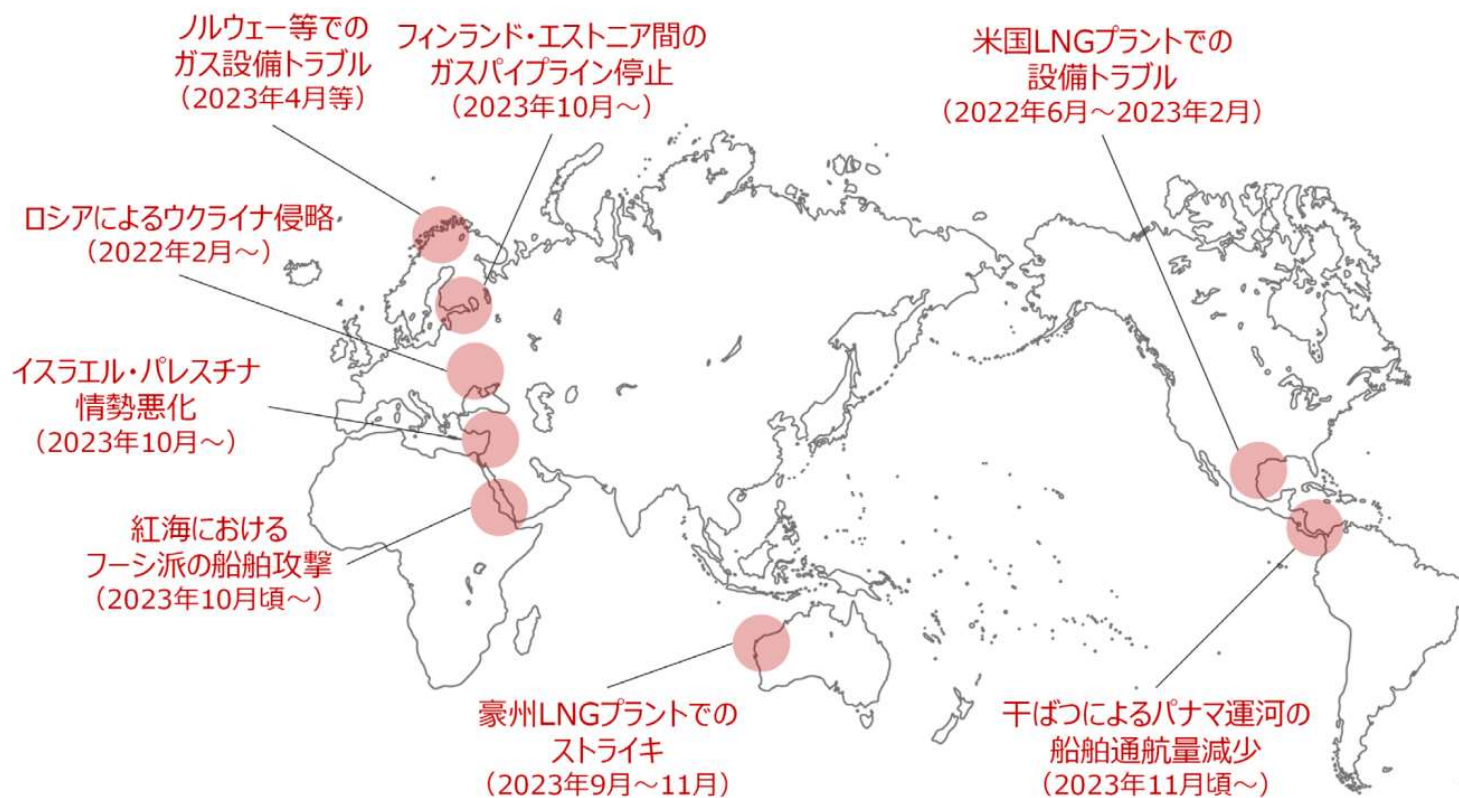 ノルウェー等での
ガス設備トラブル
（2023年4月等）
フィンランド・エストニア間の
ガスパイプライン停止
（2023年10月～）
米国LNGプラントでの
設備トラブル
（2022年6月～2023年2月）
ロシアによるウクライナ侵略
（2022年2月～）
イスラエル・パレスチナ
情勢悪化
（2023年10月～）
紅海における
フーシ派の船舶攻撃
（2023年10月頃～）
豪州LNGプラントでの
ストライキ
（2023年9月～11月）
干ばつによるパナマ運河の
船舶通航量減少
（2023年11月頃～）